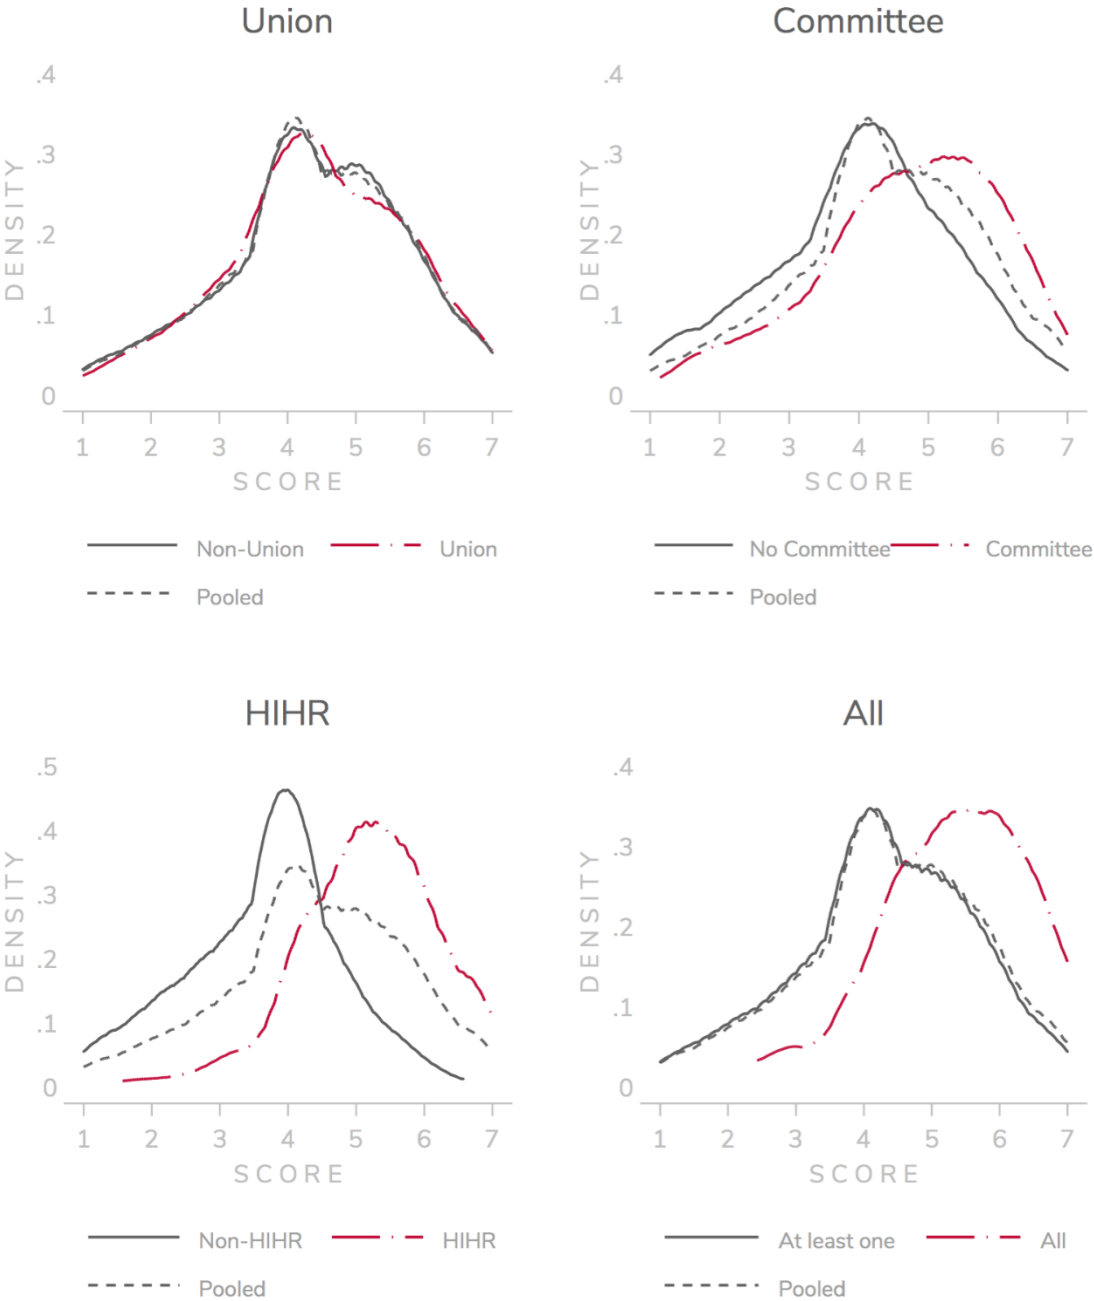 Union
.4
.3
.2
.1
0
DENSITY
1 2 3 4 5 6 7
SCORE
Non-Union Union
Pooled
Committee
.4
.3
.2
.1
0
DENSITY
1 2 3 4 5 6 7
SCORE
No Committee Committee
Pooled
HIHR
.5
.4
.3
.2
.1
0
DENSITY
1 2 3 4 5 6 7
SCORE
Non-HIHR HIHR
Pooled
All
.4
.3
.2
.1
0
DENSITY
1 2 3 4 5 6 7
SCORE
At least one All
Pooled